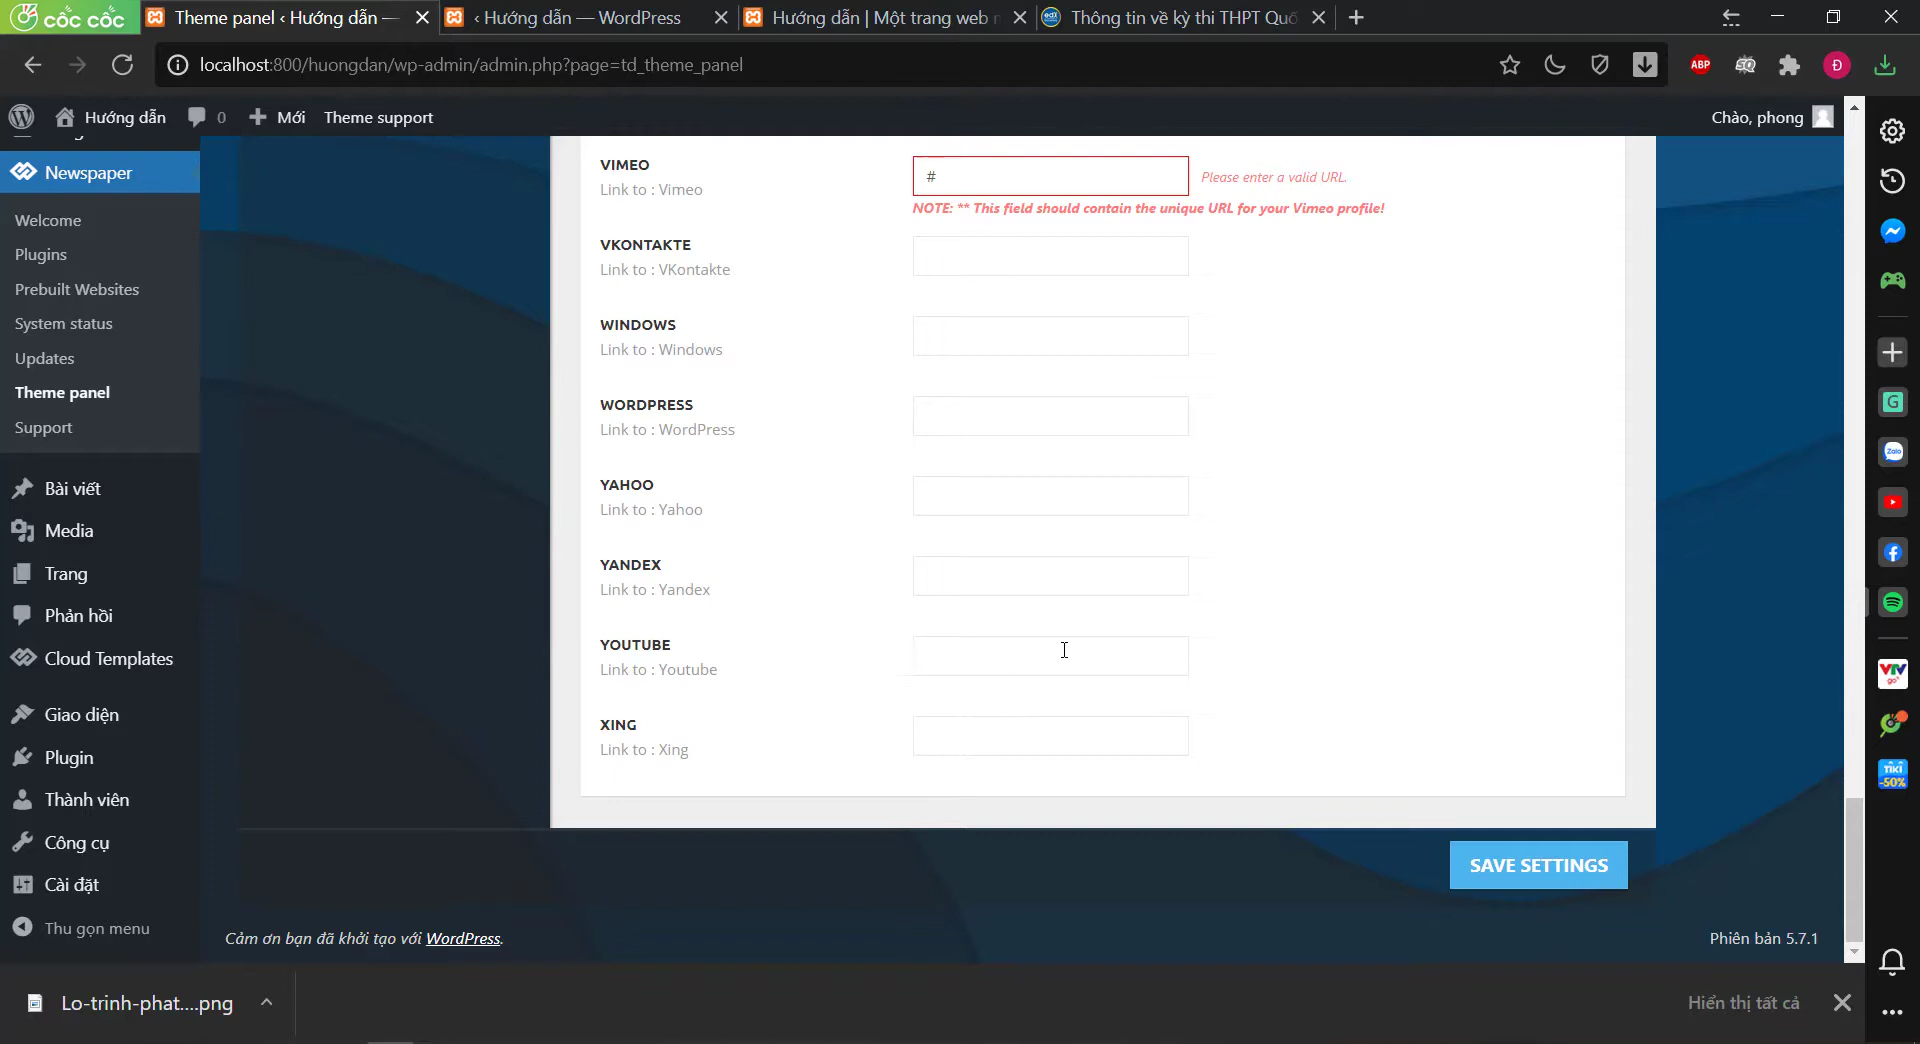 cốc cốc
Theme panel ‹ Hướng dẫn —
‹ Hướng dẫn — WordPress
Hướng dẫn | Một trang web n
Thông tin về kỳ thi THPT Quố
localhost:800/huongdan/wp-admin/admin.php?page=td_theme_panel
ABP
Đ
Hướng dẫn
0
Mới
Theme support
Chào, phong
Newspaper
Welcome
Plugins
Prebuilt Websites
System status
Updates
Theme panel
Support
Bài viết
Media
Trang
Phản hồi
Cloud Templates
Giao diện
Plugin
Thành viên
Công cụ
Cài đặt
Thu gọn menu
VIMEO
Link to : Vimeo
#
Please enter a valid URL.
NOTE: ** This field should contain the unique URL for your Vimeo profile!
VKONTAKTE
Link to : VKontakte
WINDOWS
Link to : Windows
WORDPRESS
Link to : WordPress
YAHOO
Link to : Yahoo
YANDEX
Link to : Yandex
YOUTUBE
Link to : Youtube
XING
Link to : Xing
SAVE SETTINGS
Cảm ơn bạn đã khởi tạo với WordPress.
Phiên bản 5.7.1
G
Zalo
VTV
go
TIKI
-50%
Lo-trinh-phat....png
Hiển thị tất cả